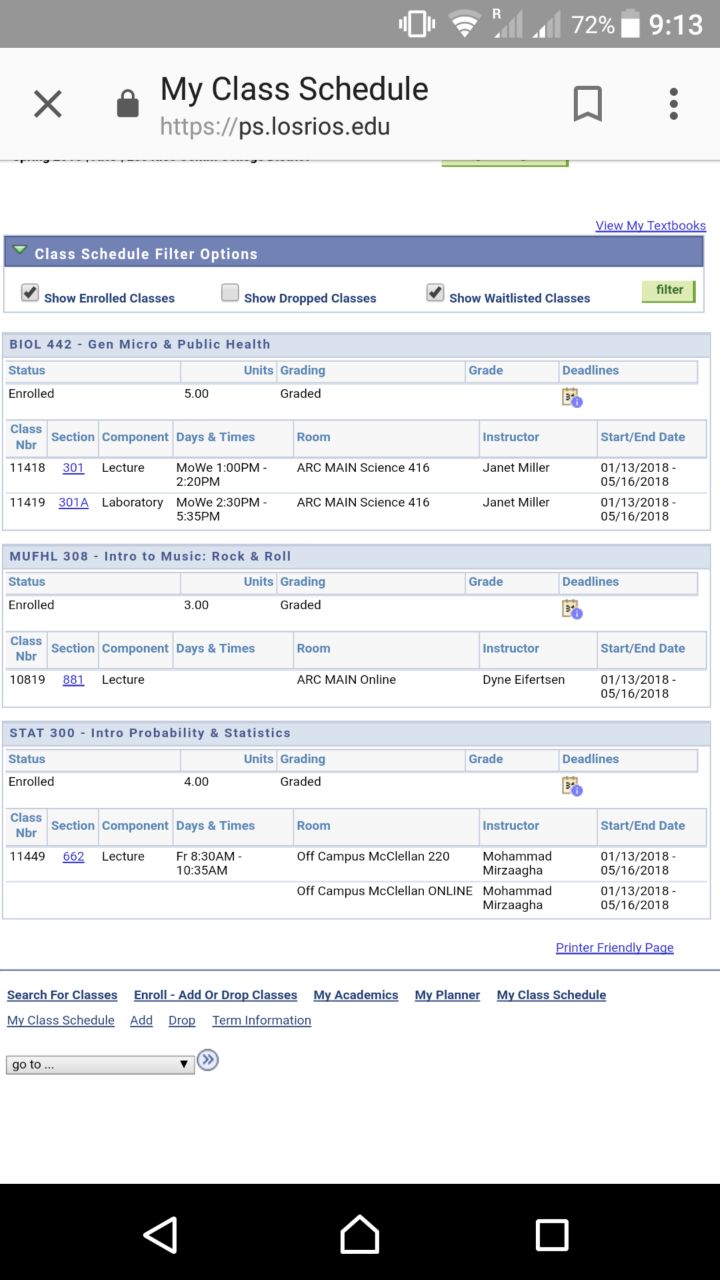 R 72% 9:13
My Class Schedule
https://ps.losrios.edu
View My Textbooks
Class Schedule Filter Options
Show Enrolled Classes Show Dropped Classes Show Waitlisted Classes filter
BIOL 442 - Gen Micro & Public Health
Status Units Grading Grade Deadlines
Enrolled 5.00 Graded
Class Nbr Section Component Days & Times Room Instructor Start/End Date
11418 301 Lecture MoWe 1:00PM - 2:20PM ARC MAIN Science 416 Janet Miller 01/13/2018 - 05/16/2018
11419 301A Laboratory MoWe 2:30PM - 5:35PM ARC MAIN Science 416 Janet Miller 01/13/2018 - 05/16/2018
MUFHL 308 - Intro to Music: Rock & Roll
Status Units Grading Grade Deadlines
Enrolled 3.00 Graded
Class Nbr Section Component Days & Times Room Instructor Start/End Date
10819 881 Lecture ARC MAIN Online Dyne Eifertsen 01/13/2018 - 05/16/2018
STAT 300 - Intro Probability & Statistics
Status Units Grading Grade Deadlines
Enrolled 4.00 Graded
Class Nbr Section Component Days & Times Room Instructor Start/End Date
11449 662 Lecture Fr 8:30AM - 10:35AM Off Campus McClellan 220 Mohammad Mirzaagha 01/13/2018 - 05/16/2018
Off Campus McClellan ONLINE Mohammad Mirzaagha 01/13/2018 - 05/16/2018
Printer Friendly Page
Search For Classes Enroll - Add Or Drop Classes My Academics My Planner My Class Schedule
My Class Schedule Add Drop Term Information
go to ...